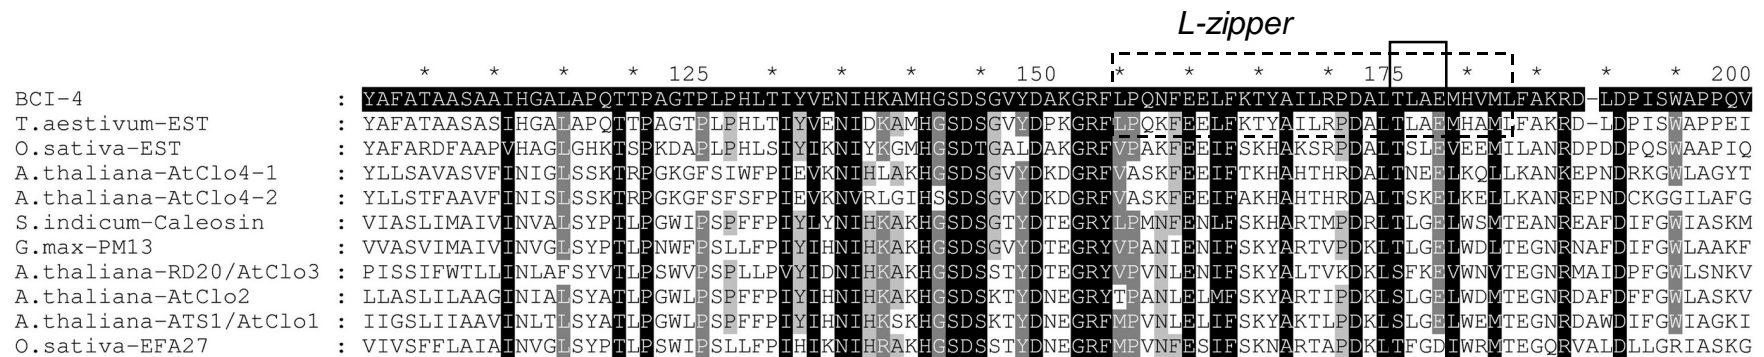 L-zipper
* * * * 125 * * * * 150 * * * * 175 * * * * 200
BCI-4 : YAFATAASAAIHGALAPQTTPAGTPLPHLTIYVENIHKAMHGSDSGVYDAKGRFLPQNFEELFKTYAILRPDALTLAEMHVMLFAKRD-LDPISWAPPQV
T.aestivum-EST : YAFATAASASIHGALAPQTTPAGTPLPHLTIYVENIDKAMHGSDSGVYDPKGRFLPQKFEELFKTYAILRPDALTLAEMHAMLFAKRD-LDPISWAPPEI
O.sativa-EST : YAFARDFAAPVHAGLGHKTSPKDAPLPHLSIYIKNIYKGMHGSDTGALDAKGRFVPAKFEEIFSKHAKSRPDALTSLEVEEMILANRDPDDPQSWAAPIQ
A.thaliana-AtClo4-1 : YLLSAVASVFINIGLSSKTRPGKGFSIWFPIEVKNIHLAKHGSDSGVYDKDGRFVASKFEEIFTKHAHTHRDALTNEELKQLLKANKEPNDRKGWLAGYT
A.thaliana-AtClo4-2 : YLLSTFAAVFINISLSSKTRPGKGFSFSFPIEVKNVRLGIHSSDSGVYDKDGRFVASKFEEIFAKHAHTHRDALTSKELKELLKANREPNDCKGGILAFG
S.indicum-Caleosin : VIASLIMAIVINVALSYPTLPGWIPSPFFPIYLYNIHKAKHGSDSGTYDTEGRYLPMNFENLFSKHARTMPDRLTLGELWSMTEANREAFDIFGWIASKM
G.max-PM13 : VVASVIMAIVINVGLSYPTLPNWFPSLLFPIYIHNIHKAKHGSDSGVYDTEGRYVPANIENIFSKYARTVPDKLTLGELWDLTEGNRNAFDIFGWLAAKF
A.thaliana-RD20/AtClo3 : PISSIFWTLLINLAFSYVTLPSWVPSPLLPVYIDNIHKAKHGSDSSTYDTEGRYVPVNLENIFSKYALTVKDKLSFKEVWNVTEGNRMAIDPFGWLSNKV
A.thaliana-AtClo2 : LLASLILAAGINIALSYATLPGWLPSPFFPIYIHNIHKAKHGSDSKTYDNEGRYTPANLELMFSKYARTIPDKLSLGELWDMTEGNRDAFDFFGWLASKV
A.thaliana-ATS1/AtClo1 : IIGSLIIAAVINLTLSYATLPGWLPSPFFPIYIHNIHKSKHGSDSKTYDNEGRFMPVNLELIFSKYAKTLPDKLSLGELWEMTEGNRDAWDIFGWIAGKI
O.sativa-EFA27 : VIVSFFLAIAINVGLSYPTLPSWIPSLLFPIHIKNIHRAKHGSDSSTYDNEGRFMPVNFESIFSKNARTAPDKLTFGDIWRMTEGQRVALDLLGRIASKG